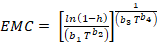 EMC = [ln(1-h) / (b₁ T^b₂)]^(1 / (b₃ T^b₄))